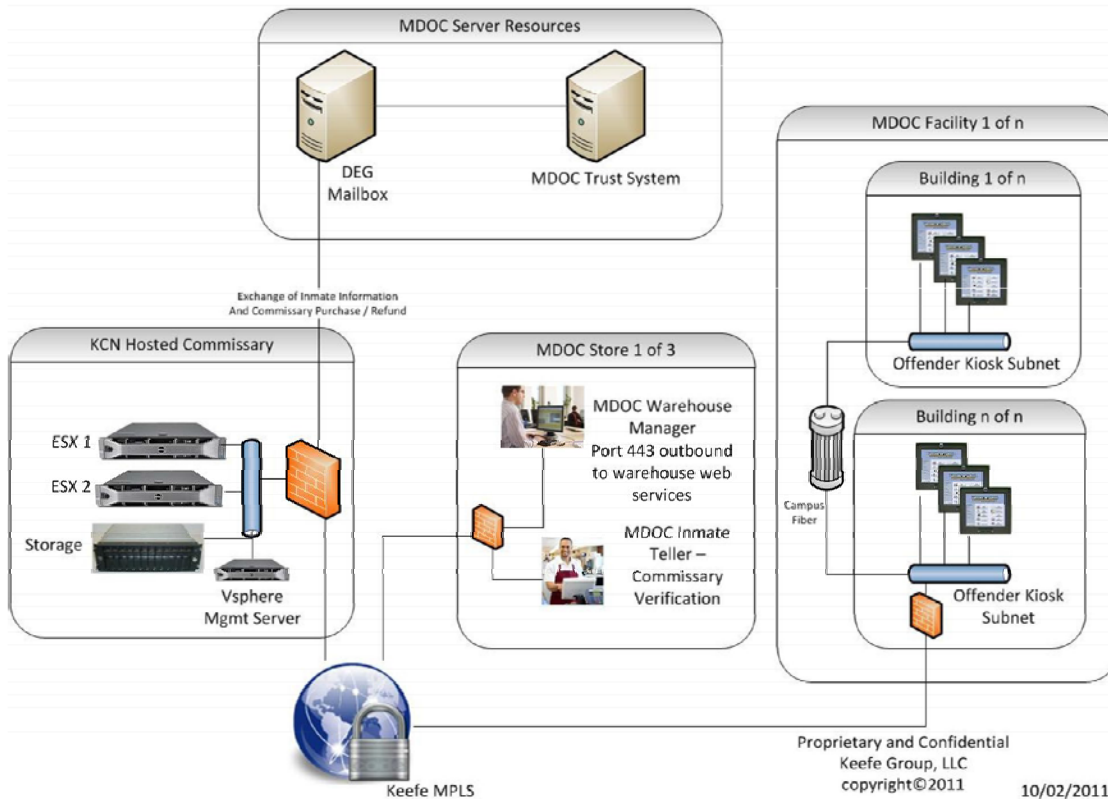 MDOC Server Resources
DEG
Mailbox
MDOC Trust System
Exchange of Inmate Information
And Commissary Purchase / Refund
KCN Hosted Commissary
ESX 1
ESX 2
Storage
Vsphere
Mgmt Server
MDOC Store 1 of 3
MDOC Warehouse
Manager
Port 443 outbound
to warehouse web
services
MDOC Inmate
Teller –
Commissary
Verification
MDOC Facility 1 of n
Building 1 of n
Offender Kiosk Subnet
Campus
Fiber
Building n of n
Offender Kiosk
Subnet
Keefe MPLS
Proprietary and Confidential
Keefe Group, LLC
copyright©2011
10/02/2011